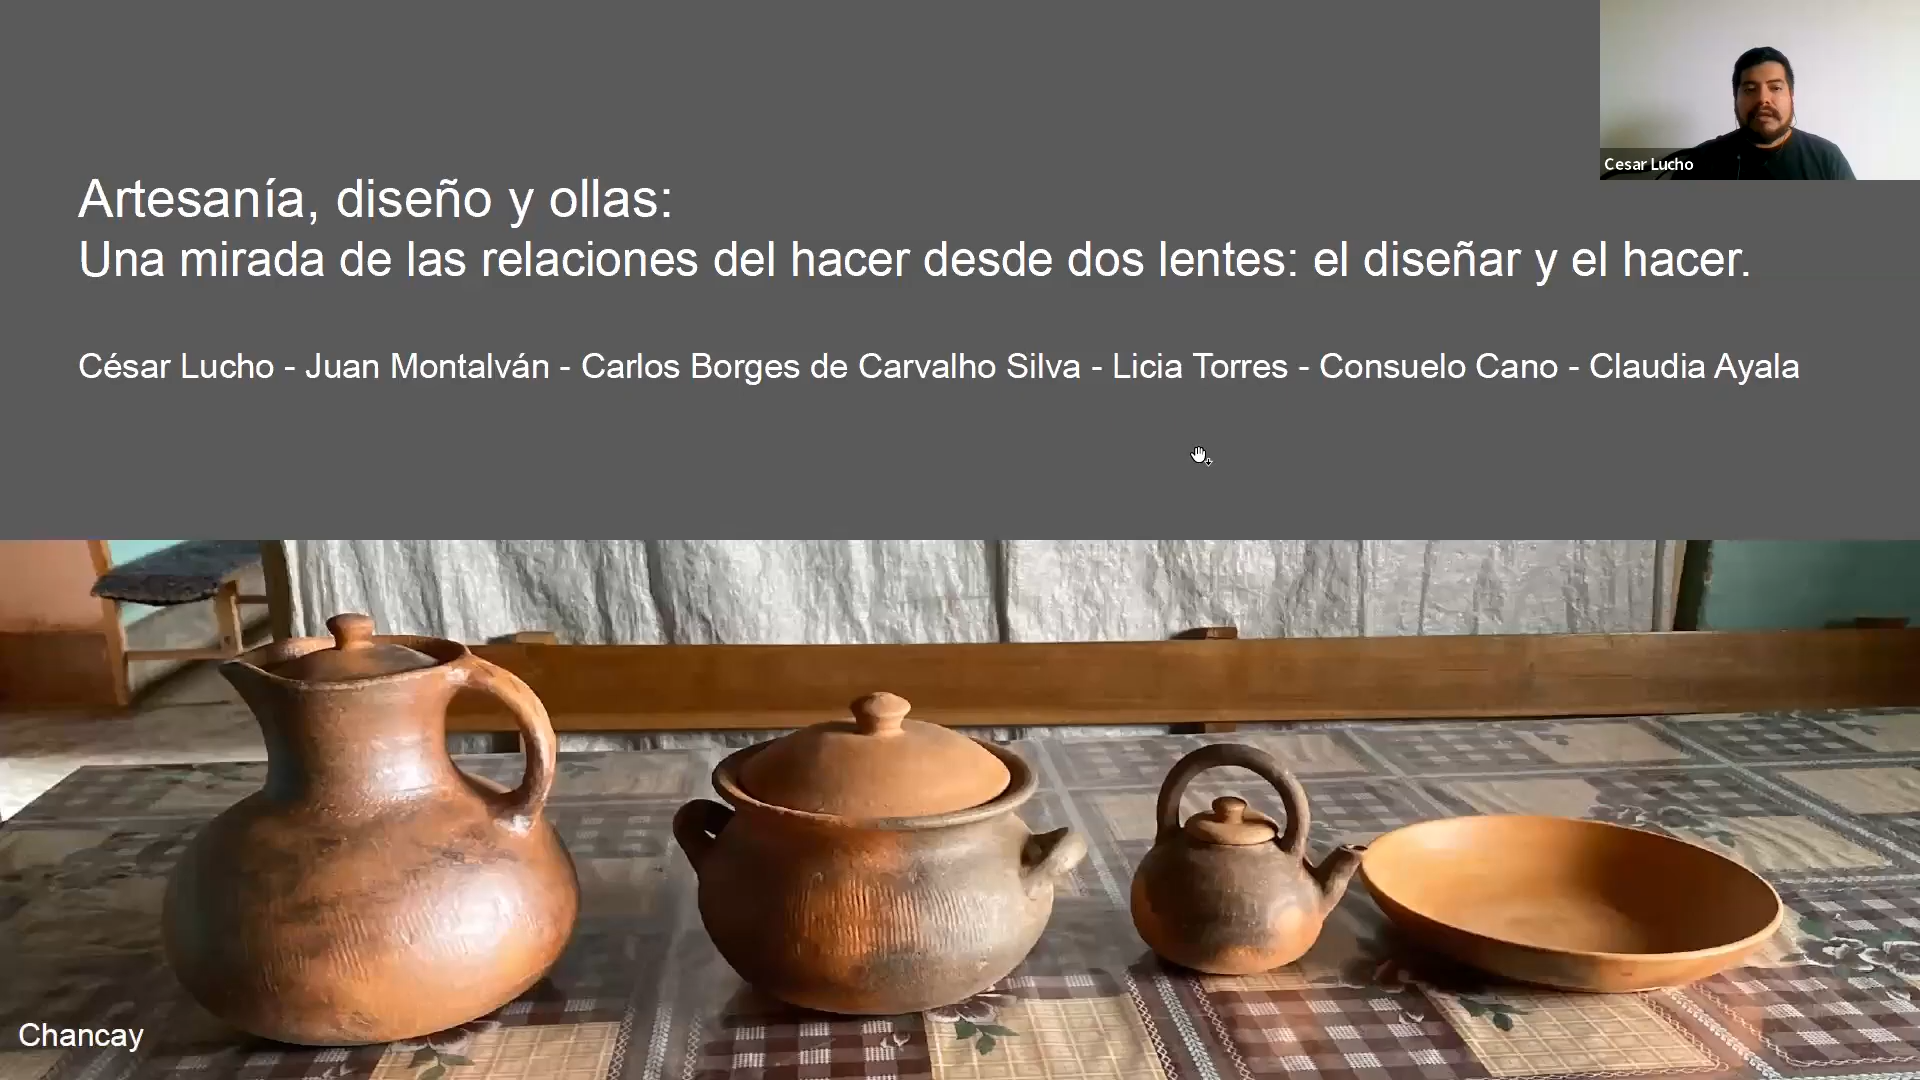 Cesar Lucho
Artesanía, diseño y ollas:
Una mirada de las relaciones del hacer desde dos lentes: el diseñar y el hacer.
César Lucho - Juan Montalván - Carlos Borges de Carvalho Silva - Licia Torres - Consuelo Cano - Claudia Ayala
Chancay